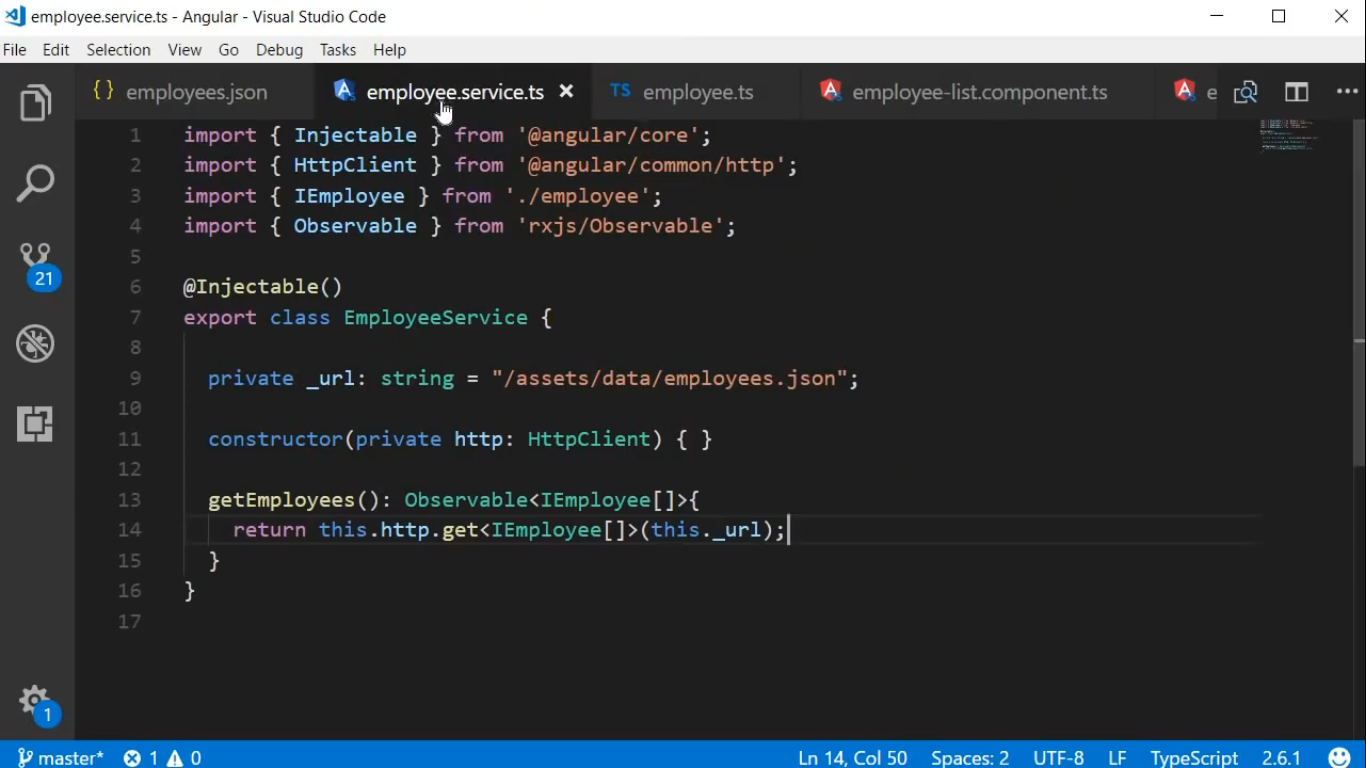 employee.service.ts - Angular - Visual Studio Code
File Edit Selection View Go Debug Tasks Help
{} employees.json employee.service.ts TS employee.ts employee-list.component.ts e
1 import { Injectable } from '@angular/core';
2 import { HttpClient } from '@angular/common/http';
3 import { IEmployee } from './employee';
4 import { Observable } from 'rxjs/Observable';
5
6 @Injectable()
7 export class EmployeeService {
8
9 private _url: string = "/assets/data/employees.json";
10
11 constructor(private http: HttpClient) { }
12
13 getEmployees(): Observable<IEmployee[]>{
14 return this.http.get<IEmployee[]>(this._url);
15 }
16 }
17
21
1
master* 1 0 Ln 14, Col 50 Spaces: 2 UTF-8 LF TypeScript 2.6.1